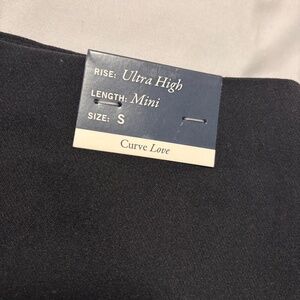 RISE: Ultra High
LENGTH: Mini
SIZE: S
Curve Love